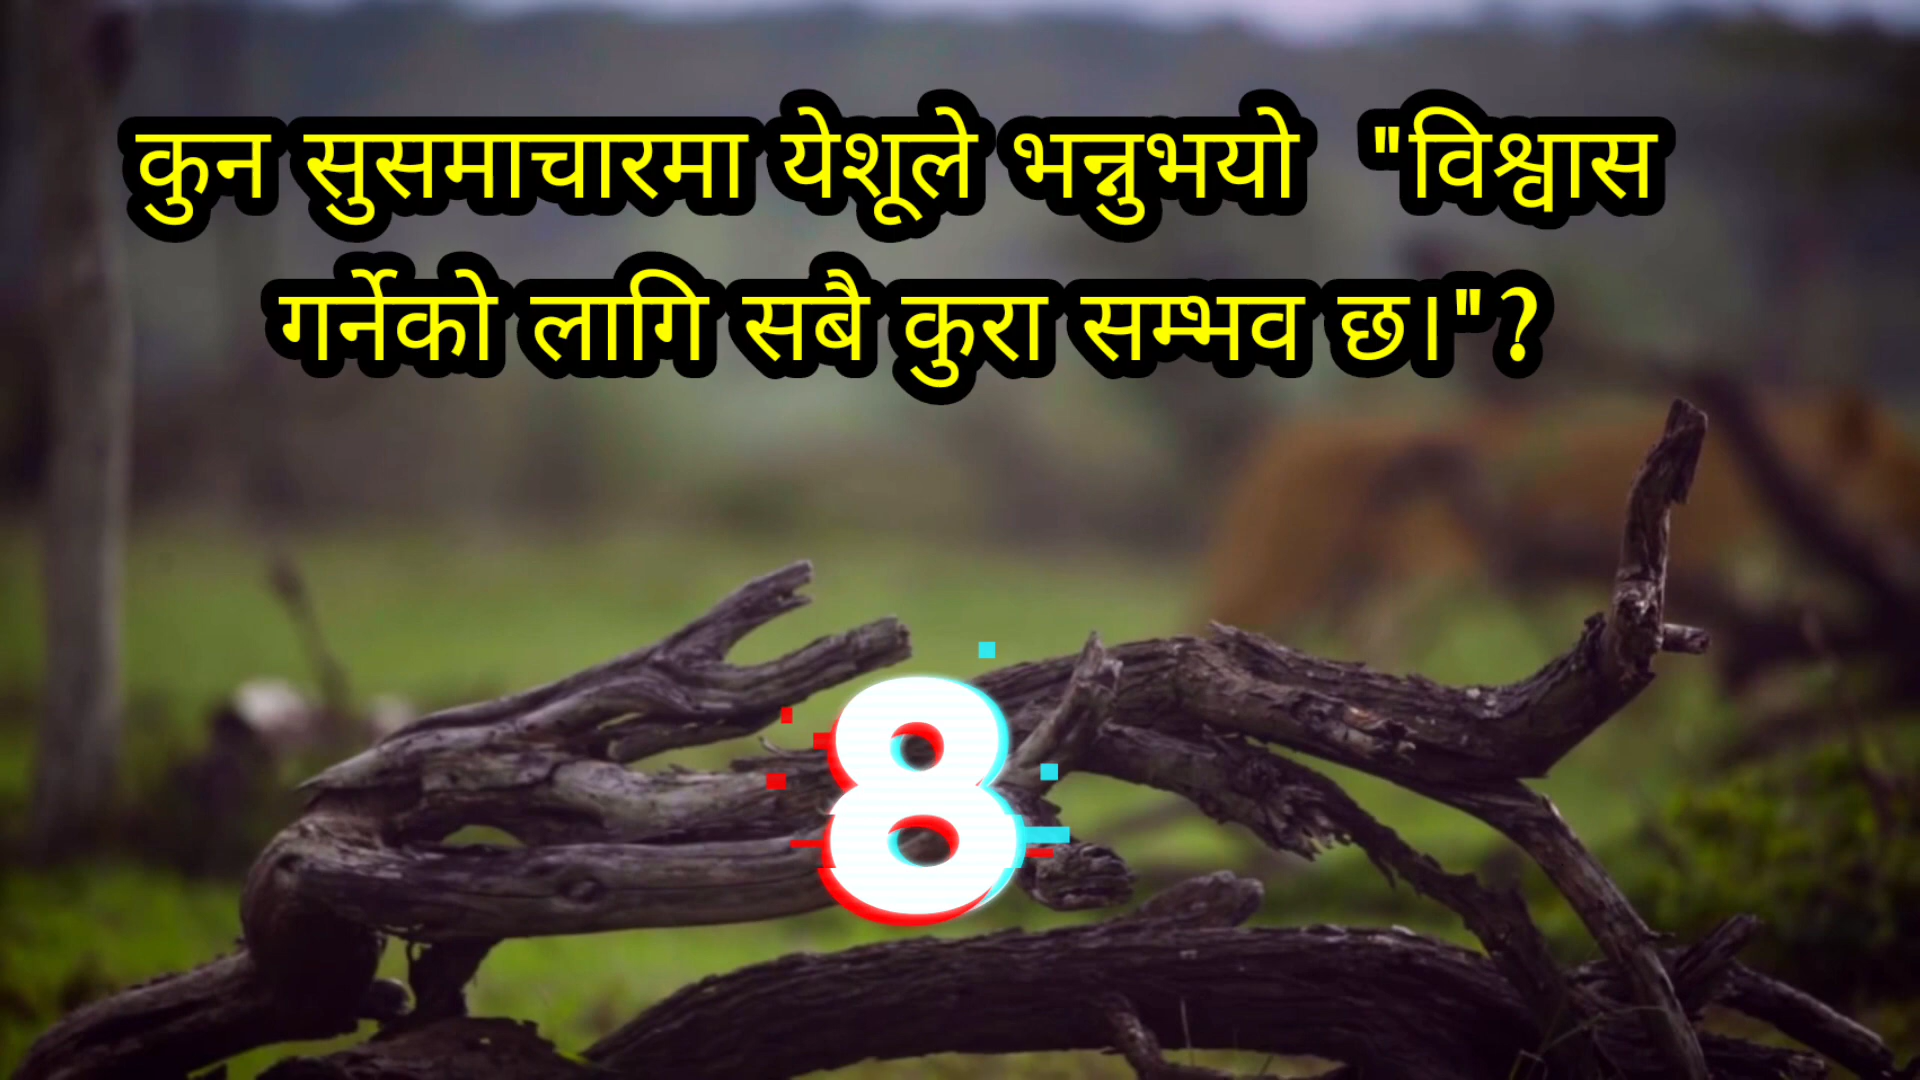 कुन सुसमाचारमा येशूले भन्नुभयो "विश्वास
गर्नेको लागि सबै कुरा सम्भव छ।"?
8